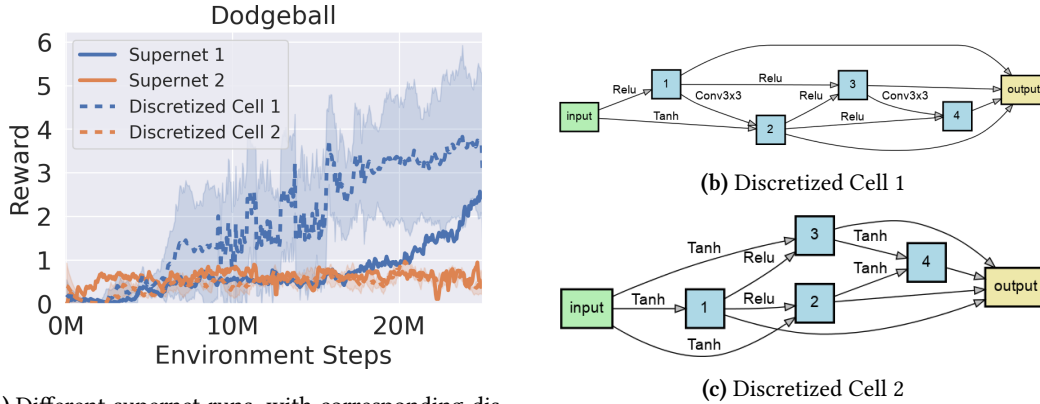 Dodgeball
6
5
4
3
2
1
0
Reward
Supernet 1
Supernet 2
Discretized Cell 1
Discretized Cell 2
0M 10M 20M
Environment Steps
) Different supernet runs, with corresponding dis-
input
Relu
Tanh
1
Relu
Conv3x3
2
Relu
3
Conv3x3
Relu
4
output
(b) Discretized Cell 1
input
Tanh
Tanh
Tanh
1
Relu
Relu
3
2
Tanh
Tanh
4
output
(c) Discretized Cell 2